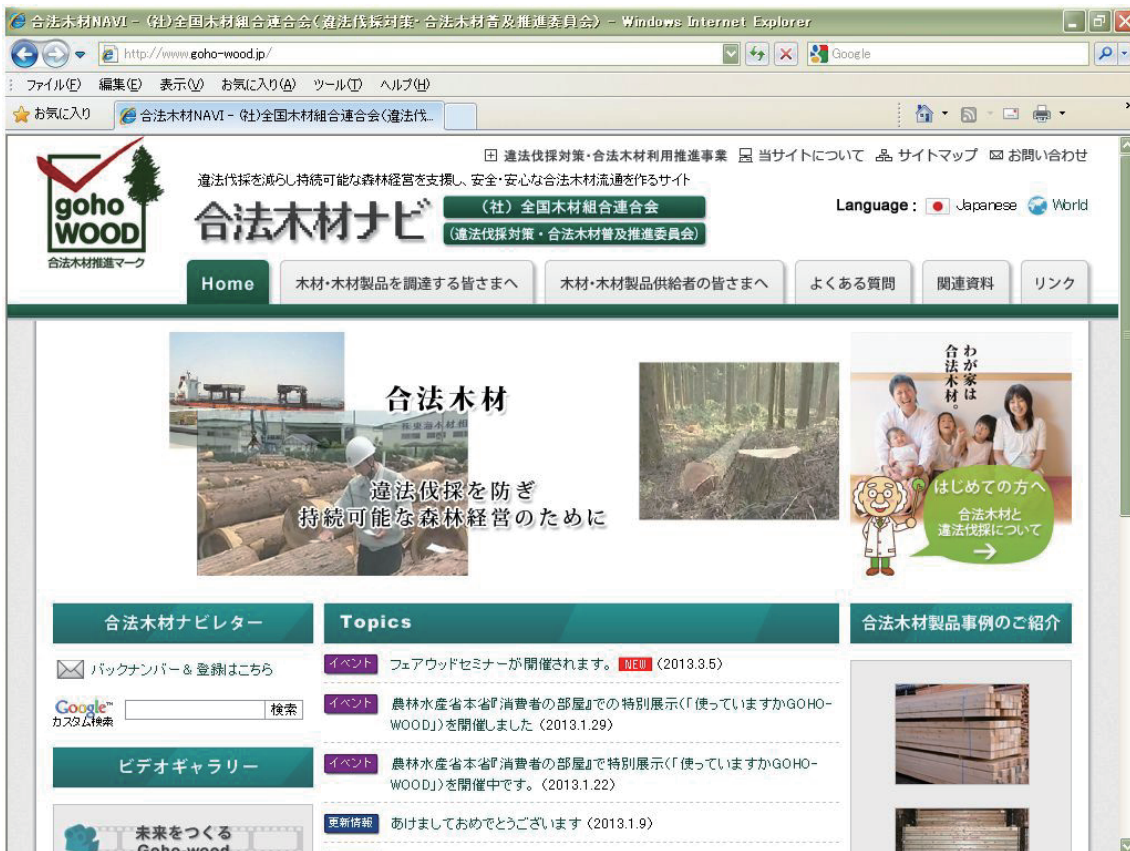 合法木材NAVI - (社)全国木材組合連合会(違法伐採対策・合法木材普及推進委員会) - Windows Internet Explorer
http://www.goho-wood.jp/
Google
ファイル(F) 編集(E) 表示(V) お気に入り(A) ツール(T) ヘルプ(H)
お気に入り
合法木材NAVI - (社)全国木材組合連合会(違法伐...
違法伐採対策・合法木材利用推進事業 当サイトについて サイトマップ お問い合わせ
違法伐採を減らし持続可能な森林経営を支援し、安全・安心な合法木材流通を作るサイト
goho
WOOD
合法木材推進マーク
合法木材ナビ
(社)全国木材組合連合会
(違法伐採対策・合法木材普及推進委員会)
Language : Japanese World
Home
木材・木材製品を調達する皆さまへ
木材・木材製品供給者の皆さまへ
よくある質問
関連資料
リンク
合法木材
違法伐採を防ぎ
持続可能な森林経営のために
わが家は
合法木材。
はじめての方へ
合法木材と
違法伐採について
合法木材ナビレター
バックナンバー & 登録はこちら
Google™
カスタム検索
検索
ビデオギャラリー
未来をつくる
Goho-wood
Topics
イベント フェアウッドセミナーが開催されます。 NEW (2013.3.5)
イベント 農林水産省本省『消費者の部屋』での特別展示(「使っていますかGOHO-
WOOD」)を開催しました (2013.1.29)
イベント 農林水産省本省『消費者の部屋』で特別展示(「使っていますかGOHO-
WOOD」)を開催中です。 (2013.1.22)
更新情報 あけましておめでとうございます (2013.1.9)
合法木材製品事例のご紹介